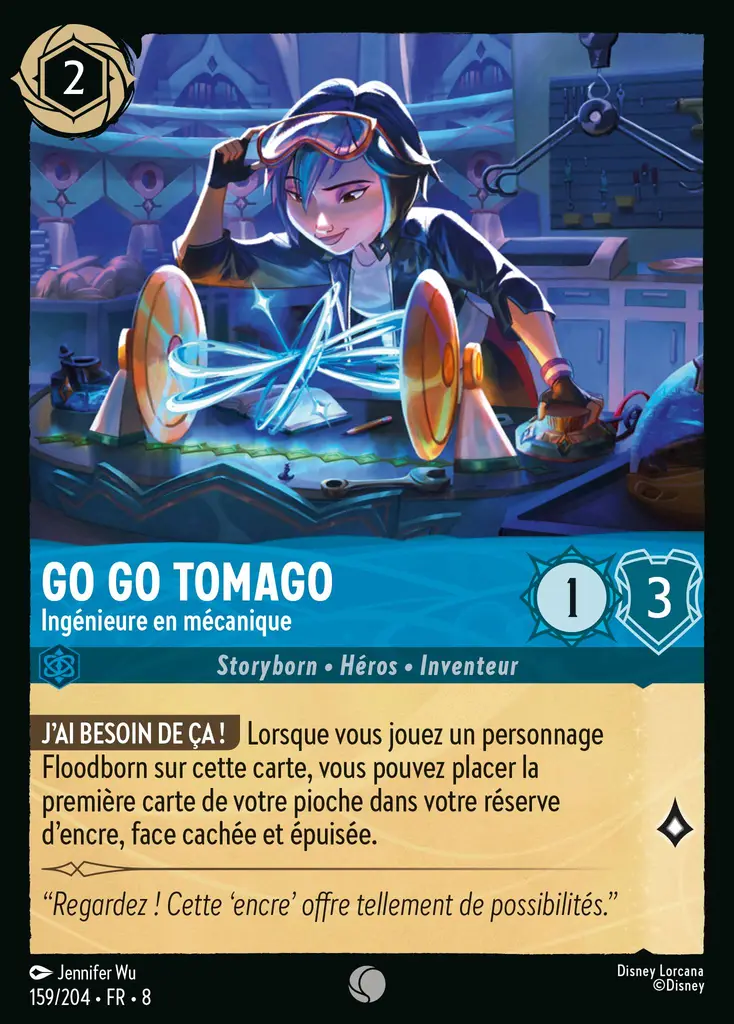 2
GO GO TOMAGO
Ingénieure en mécanique
1
3
Storyborn • Héros • Inventeur
J'AI BESOIN DE ÇA ! Lorsque vous jouez un personnage
Floodborn sur cette carte, vous pouvez placer la
première carte de votre pioche dans votre réserve
d'encre, face cachée et épuisée.
“Regardez ! Cette ‘encre’ offre tellement de possibilités.”
Jennifer Wu
159/204 • FR • 8
Disney Lorcana
©Disney